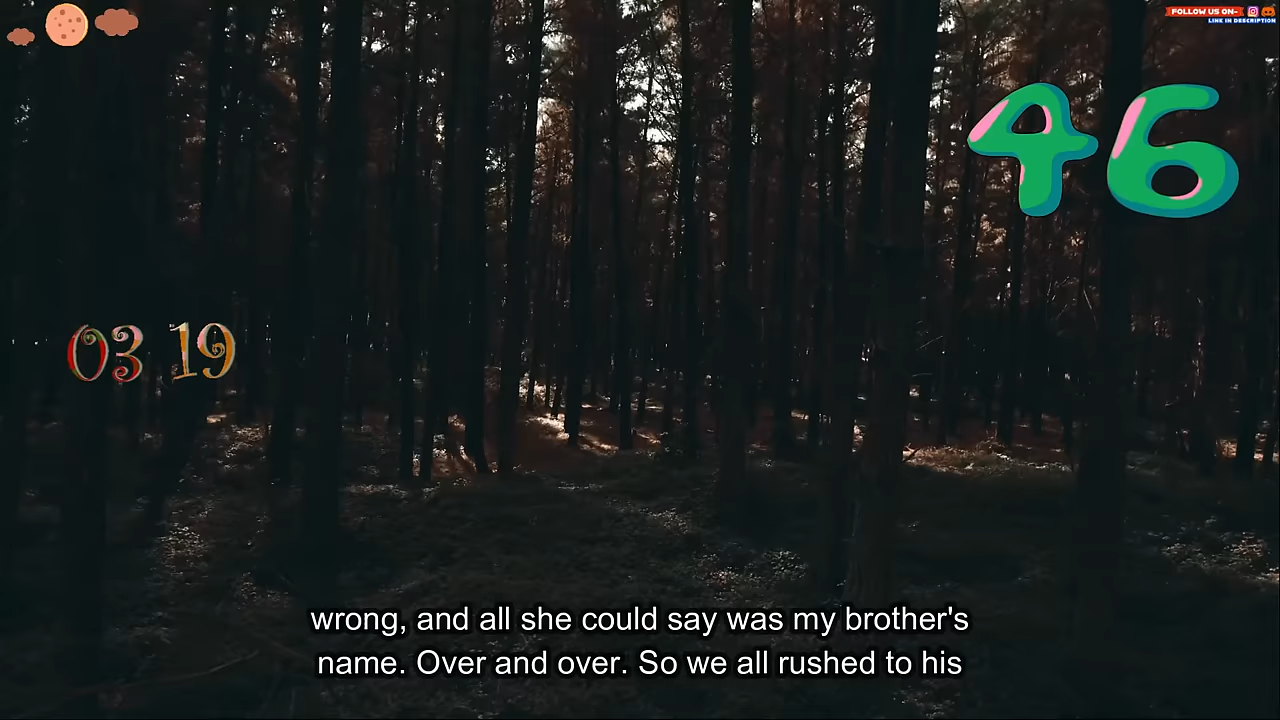 FOLLOW US ON-
LINK IN DESCRIPTION
46
03 19
wrong, and all she could say was my brother's
name. Over and over. So we all rushed to his